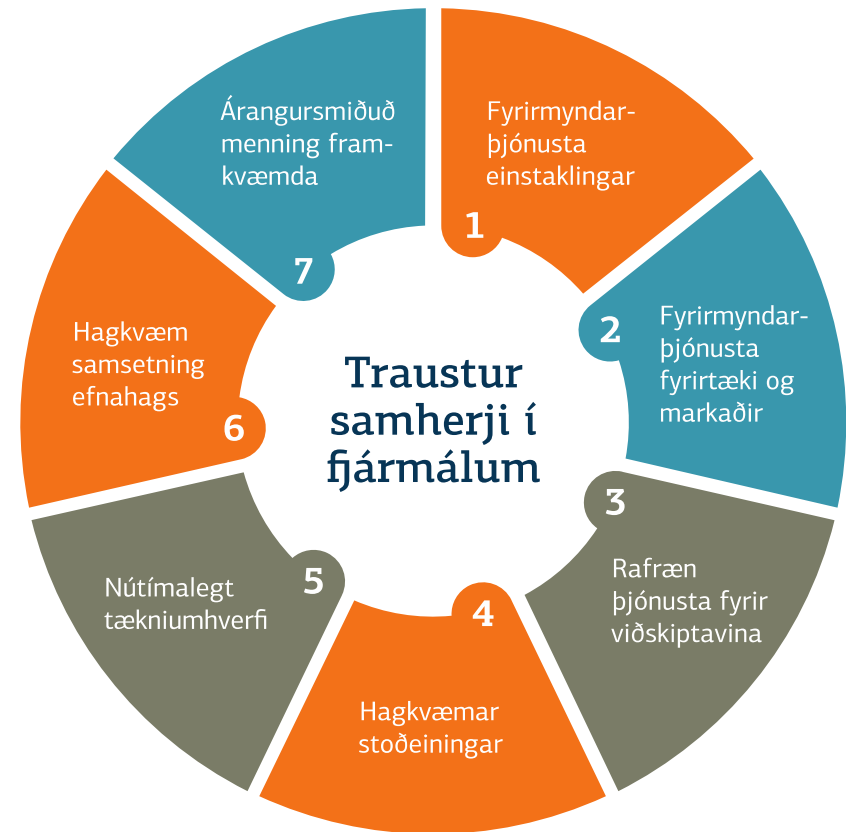 Traustur
samherji í
fjármálum
1
Fyrirmyndar-
þjónusta
einstaklingar
2
Fyrirmyndar-
þjónusta
fyrirtæki og
markaðir
3
Rafræn
þjónusta fyrir
viðskiptavina
4
Hagkvæmar
stoðeiningar
5
Nútímalegt
tækniumhverfi
6
Hagkvæm
samsetning
efnahags
7
Árangursmiðuð
menning fram-
kvæmda